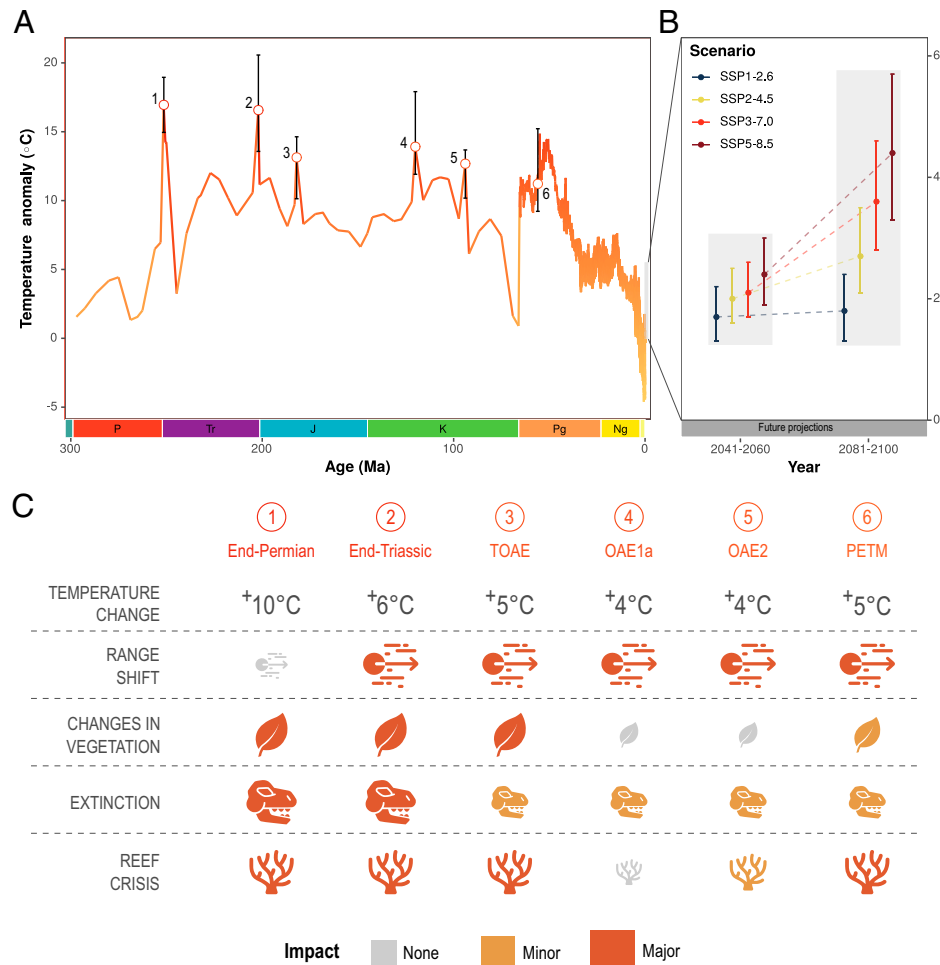 A
B
Temperature anomaly (°C)
20
15
10
5
0
-5
1
2
3
4
5
6
P
Tr
J
K
Pg
Ng
300
200
100
0
Age (Ma)
Scenario
SSP1-2.6
SSP2-4.5
SSP3-7.0
SSP5-8.5
6
4
2
0
Future projections
2041-2060
2081-2100
Year
C
1 2 3 4 5 6
End-Permian End-Triassic TOAE OAE1a OAE2 PETM
TEMPERATURE
CHANGE
+10°C +6°C +5°C +4°C +4°C +5°C
RANGE
SHIFT
CHANGES IN
VEGETATION
EXTINCTION
REEF
CRISIS
Impact None Minor Major